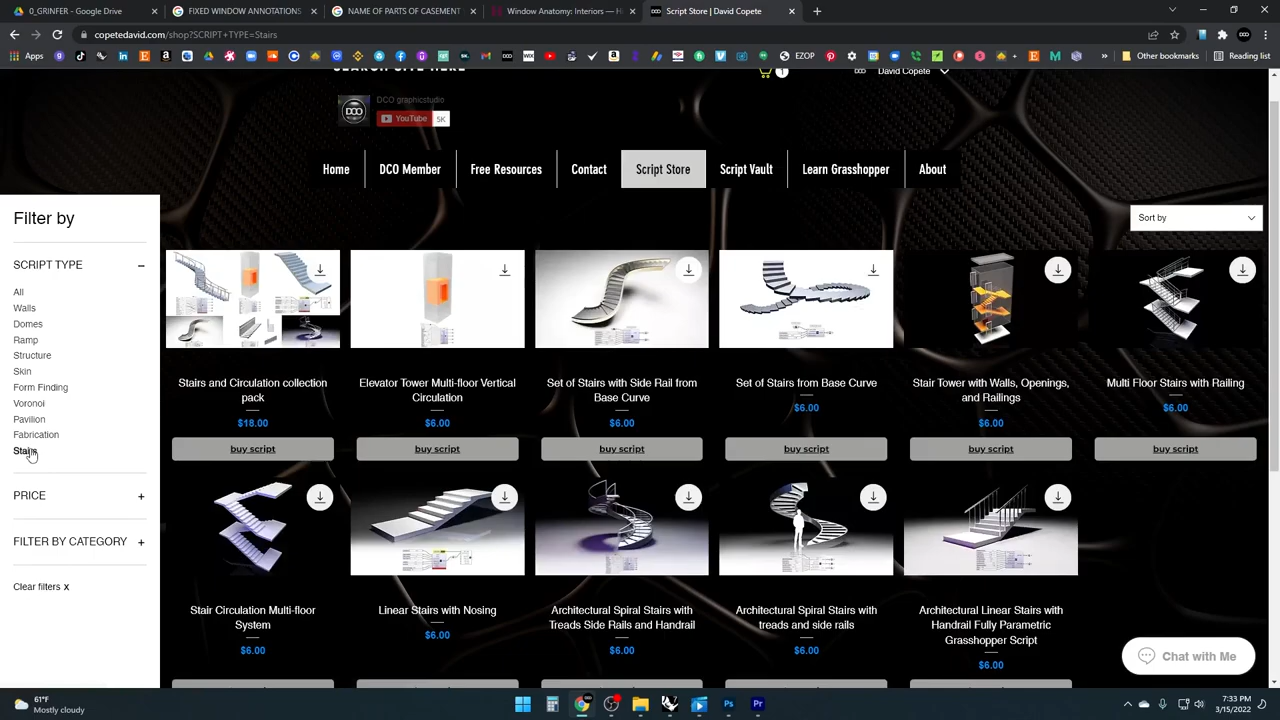 0_GRINFER - Google Drive
FIXED WINDOW ANNOTATIONS
NAME OF PARTS OF CASEMENT
Window Anatomy: Interiors — H
Script Store | David Copete
copetedavid.com/shop?SCRIPT+TYPE=Stairs
Apps
EZOP
Other bookmarks
Reading list
SEARCH SITE HERE
1
David Copete
DCO graphicstudio
YouTube 5K
Home
DCO Member
Free Resources
Contact
Script Store
Script Vault
Learn Grasshopper
About
Filter by
SCRIPT TYPE
All
Walls
Domes
Ramp
Structure
Skin
Form Finding
Voronoi
Pavilion
Fabrication
Stairs
PRICE
FILTER BY CATEGORY
Clear filters x
Sort by
Stairs and Circulation collection
pack
$18.00
buy script
Elevator Tower Multi-floor Vertical
Circulation
$6.00
buy script
Set of Stairs with Side Rail from
Base Curve
$6.00
buy script
Set of Stairs from Base Curve
$6.00
buy script
Stair Tower with Walls, Openings,
and Railings
$6.00
buy script
Multi Floor Stairs with Railing
$6.00
buy script
Stair Circulation Multi-floor
System
$6.00
Linear Stairs with Nosing
$6.00
Architectural Spiral Stairs with
Treads Side Rails and Handrail
$6.00
Architectural Spiral Stairs with
treads and side rails
$6.00
Architectural Linear Stairs with
Handrail Fully Parametric
Grasshopper Script
$6.00
Chat with Me
61°F
Mostly cloudy
7:33 PM
3/15/2022